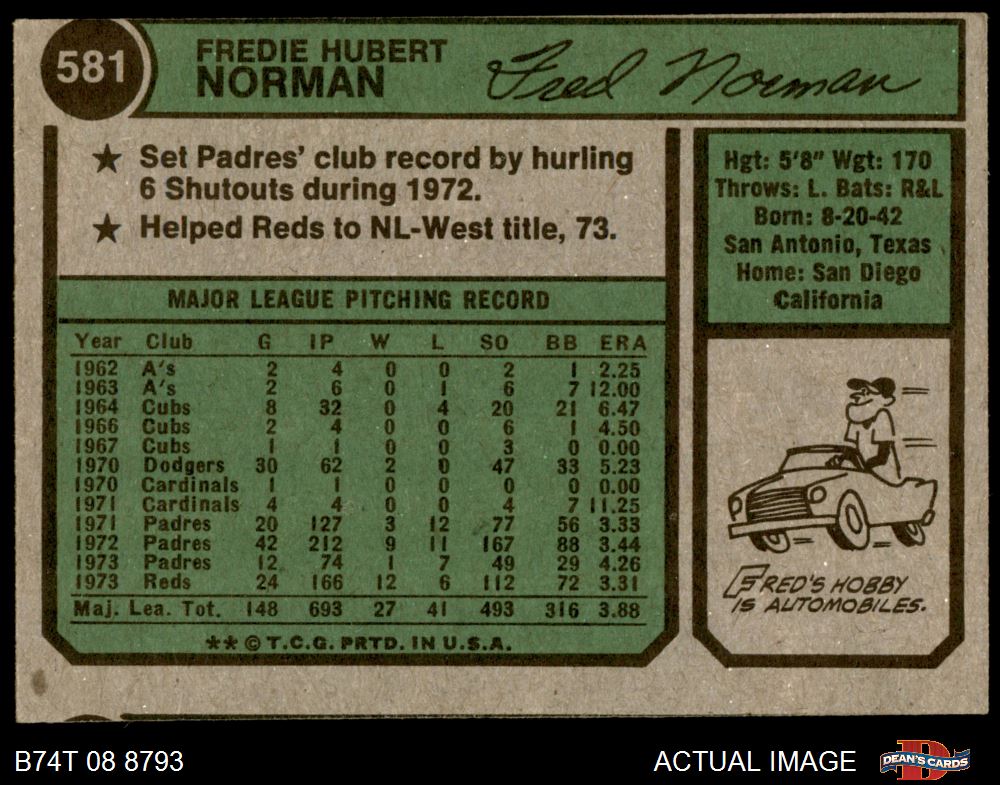 581
FREDIE HUBERT
NORMAN
Fred Norman
★ Set Padres' club record by hurling
6 Shutouts during 1972.
★ Helped Reds to NL-West title, 73.
Hgt: 5'8" Wgt: 170
Throws: L. Bats: R&L
Born: 8-20-42
San Antonio, Texas
Home: San Diego
California
MAJOR LEAGUE PITCHING RECORD
Year Club G IP W L SO BB ERA
1962 A's 2 4 0 0 2 1 2.25
1963 A's 2 6 0 1 6 7 12.00
1964 Cubs 8 32 0 4 20 21 6.47
1966 Cubs 2 4 0 0 6 1 4.50
1967 Cubs 1 1 0 0 3 0 0.00
1970 Dodgers 30 62 2 0 47 33 5.23
1970 Cardinals 1 1 0 0 0 0 0.00
1971 Cardinals 4 4 0 0 4 7 11.25
1971 Padres 20 127 3 12 77 56 3.33
1972 Padres 42 212 9 11 167 88 3.44
1973 Padres 12 74 1 7 49 29 4.26
1973 Reds 24 166 12 6 112 72 3.31
Maj. Lea. Tot. 148 693 27 41 493 316 3.88
** © T.C.G. PRTD. IN U.S.A.
FRED'S HOBBY
IS AUTOMOBILES.
B74T 08 8793
ACTUAL IMAGE
D
DEAN'S CARDS